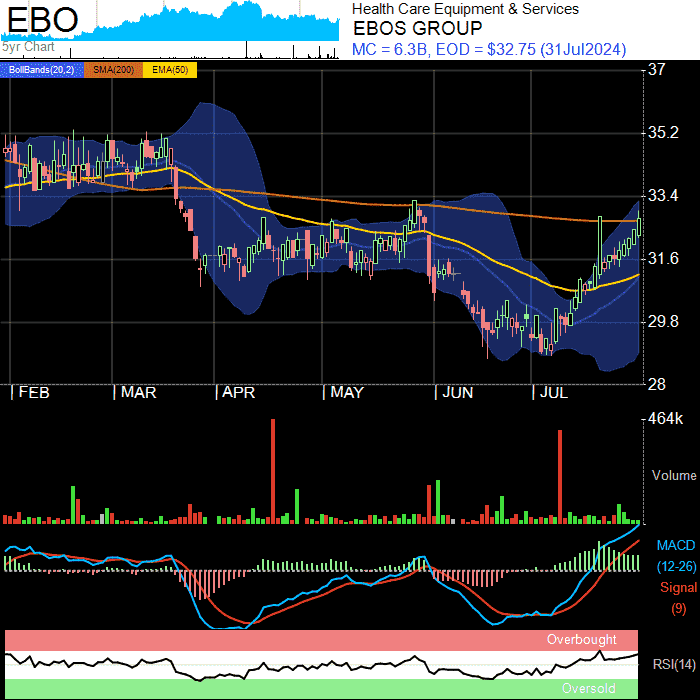 EBO
5yr Chart
Health Care Equipment & Services
EBOS GROUP
MC = 6.3B, EOD = $32.75 (31Jul2024)
BollBands(20,2) SMA(200) EMA(50)
37
35.2
33.4
31.6
29.8
28
| FEB | MAR | APR | MAY | JUN | JUL
464k
Volume
MACD
(12-26)
Signal
(9)
Overbought
RSI(14)
Oversold